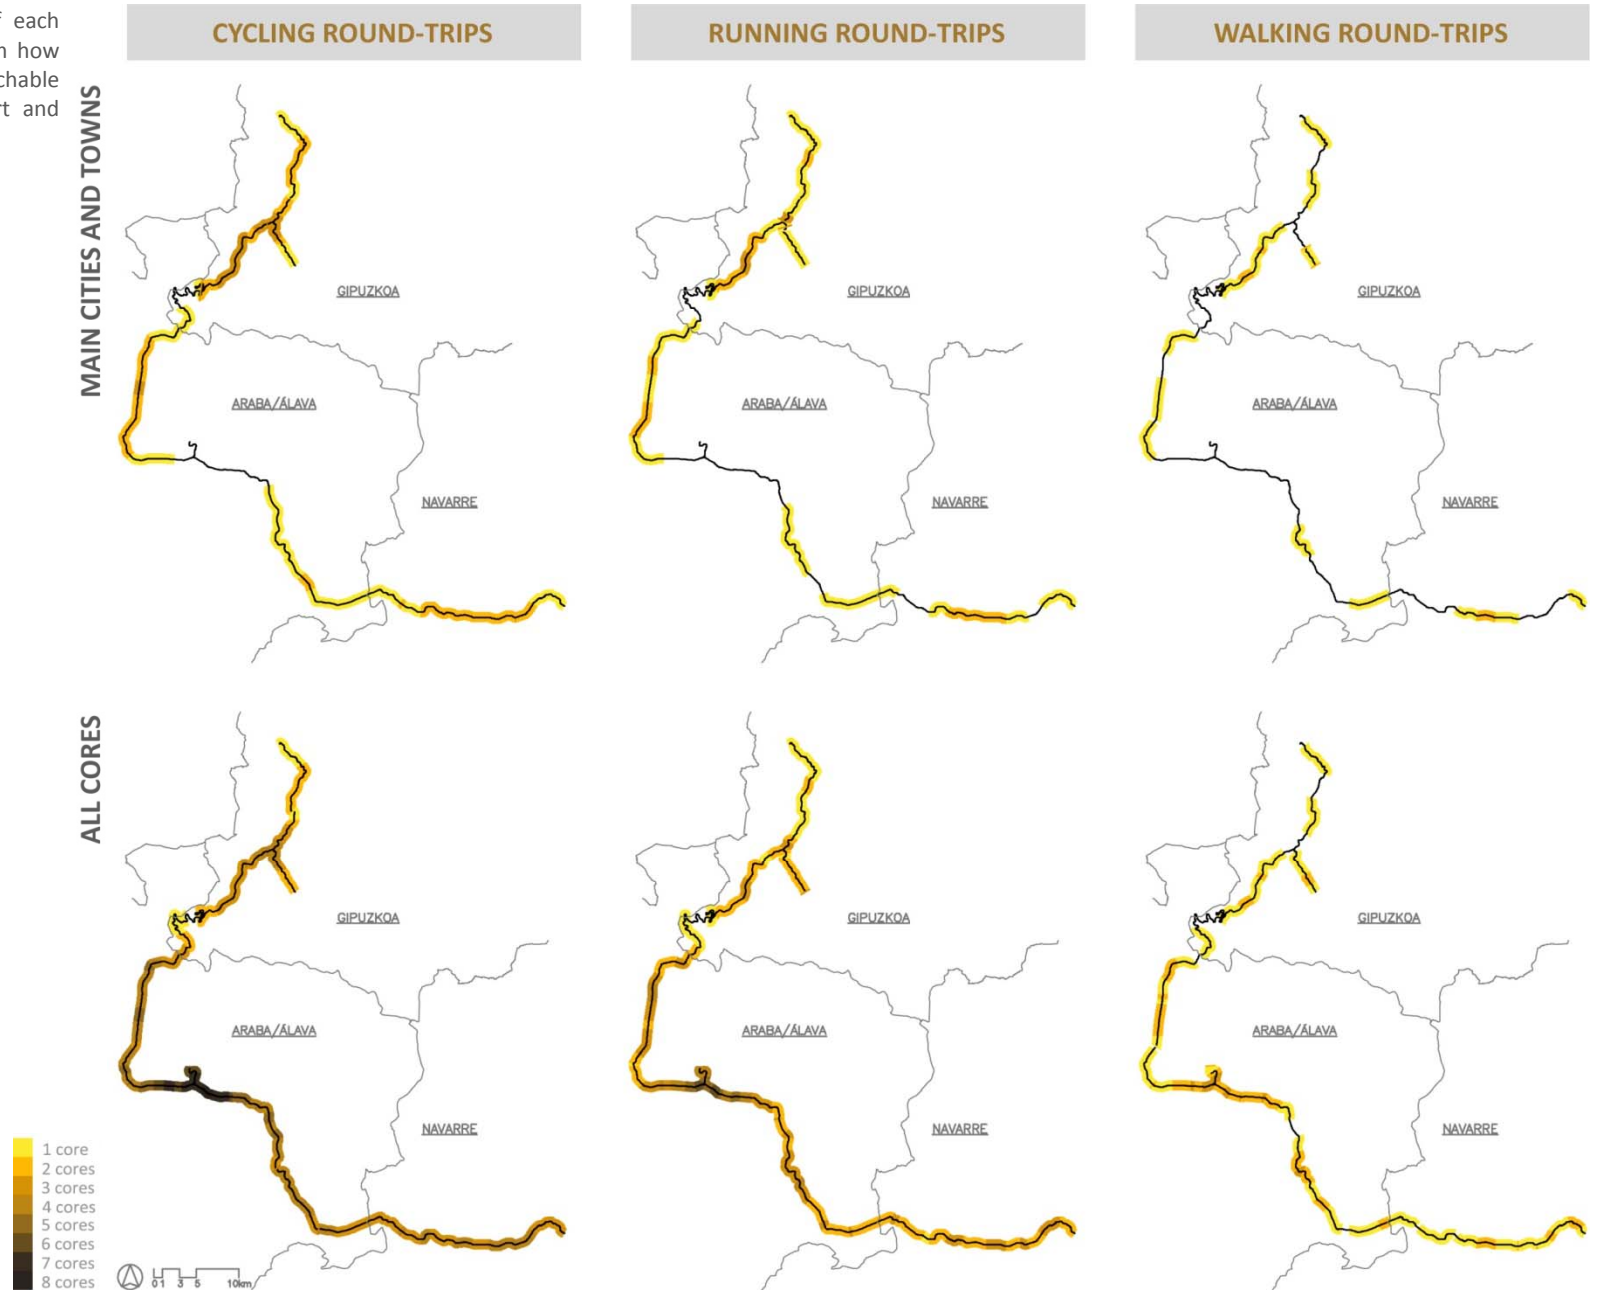 f each
n how
chable
rt and
CYCLING ROUND-TRIPS
RUNNING ROUND-TRIPS
WALKING ROUND-TRIPS
MAIN CITIES AND TOWNS
GIPUZKOA
GIPUZKOA
GIPUZKOA
ARABA/ÁLAVA
ARABA/ÁLAVA
ARABA/ÁLAVA
NAVARRE
NAVARRE
NAVARRE
ALL CORES
GIPUZKOA
GIPUZKOA
GIPUZKOA
ARABA/ÁLAVA
ARABA/ÁLAVA
ARABA/ÁLAVA
NAVARRE
NAVARRE
NAVARRE
1 core
2 cores
3 cores
4 cores
5 cores
6 cores
7 cores
8 cores
0 1 3 5 10km